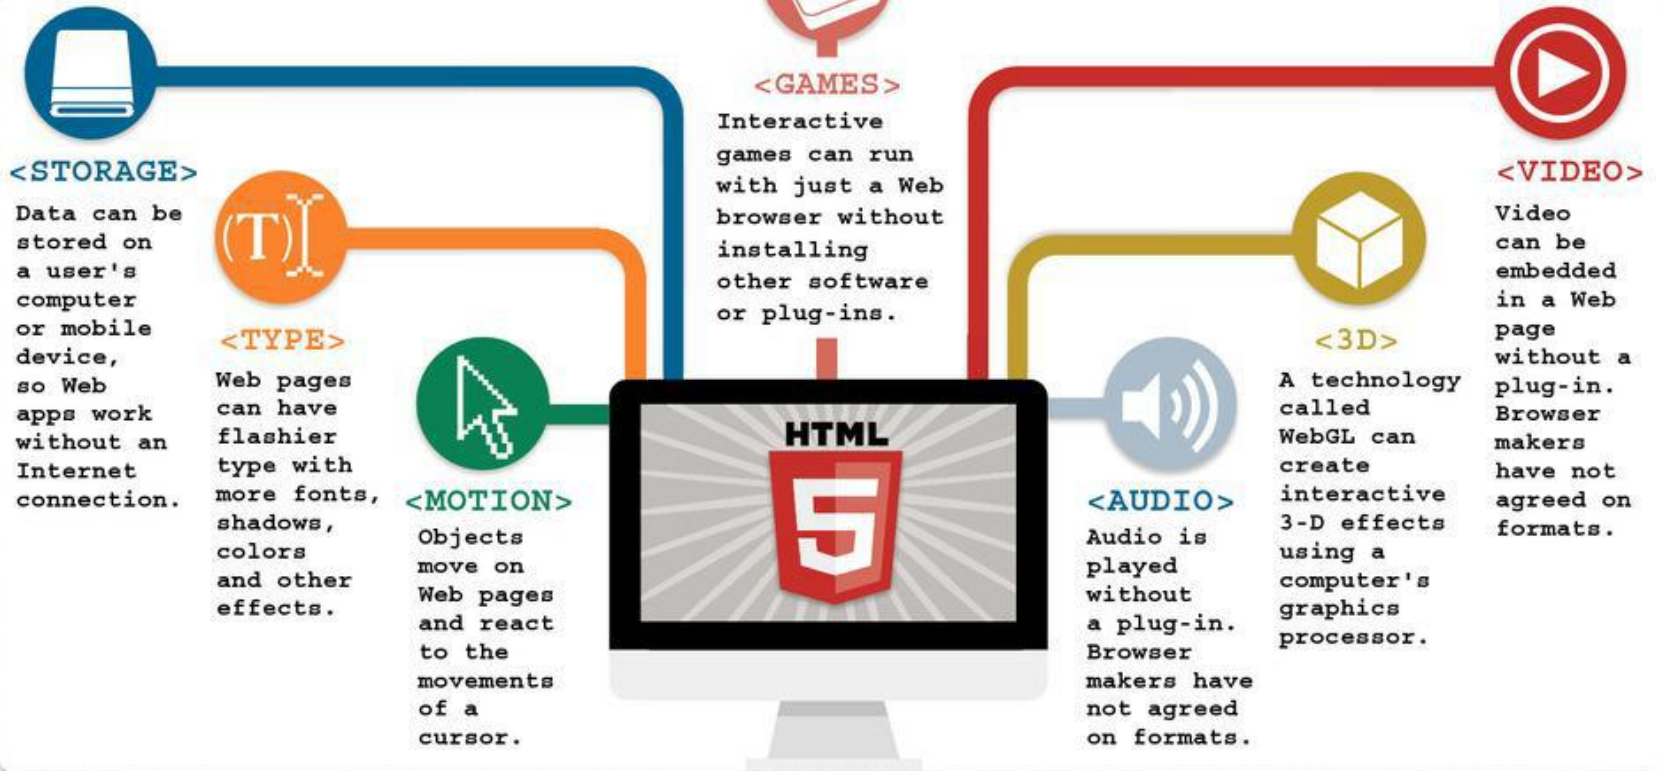 <STORAGE>
Data can be
stored on
a user's
computer
or mobile
device,
so Web
apps work
without an
Internet
connection.
(T)
<TYPE>
Web pages
can have
flashier
type with
more fonts,
shadows,
colors
and other
effects.
<MOTION>
Objects
move on
Web pages
and react
to the
movements
of a
cursor.
<GAMES>
Interactive
games can run
with just a Web
browser without
installing
other software
or plug-ins.
HTML
5
<AUDIO>
Audio is
played
without
a plug-in.
Browser
makers have
not agreed
on formats.
<3D>
A technology
called
WebGL can
create
interactive
3-D effects
using a
computer's
graphics
processor.
<VIDEO>
Video
can be
embedded
in a Web
page
without a
plug-in.
Browser
makers
have not
agreed on
formats.